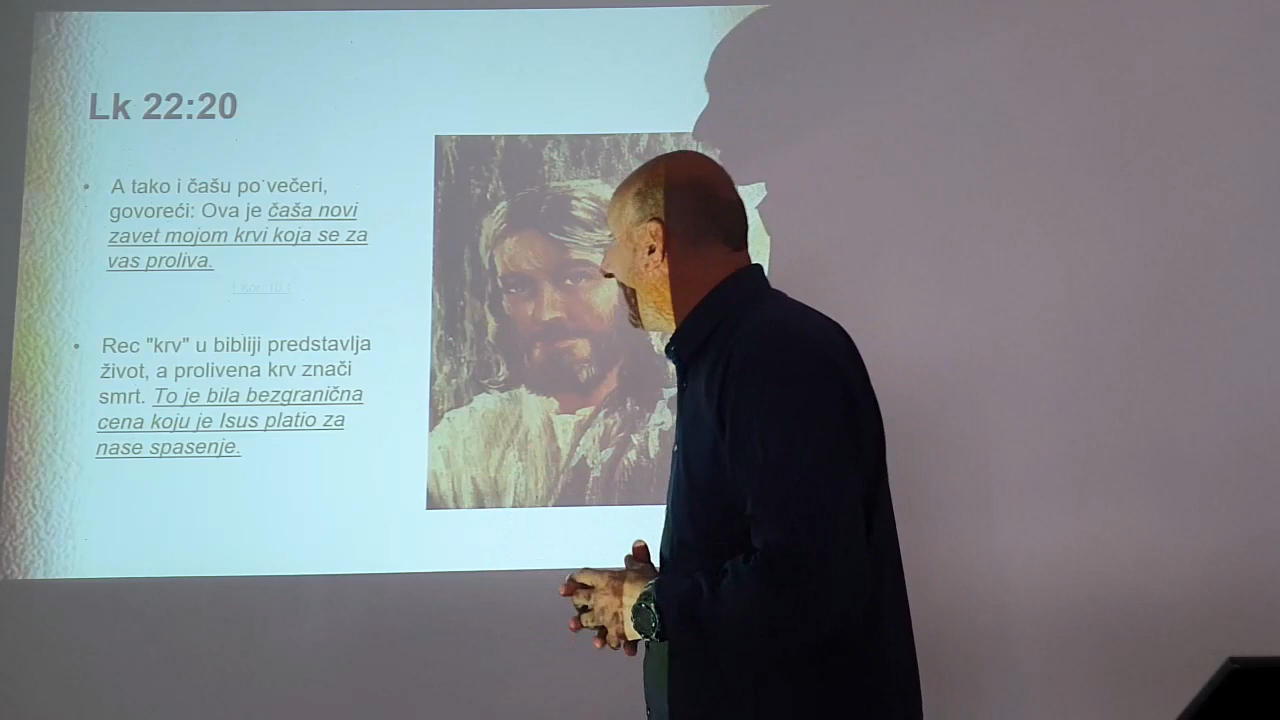 Lk 22:20
• A tako i čašu po večeri,
govoreći: Ova je čaša novi
zavet mojom krvi koja se za
vas proliva.
• Rec "krv" u bibliji predstavlja
život, a prolivena krv znači
smrt. To je bila bezgranična
cena koju je Isus platio za
nase spasenje.